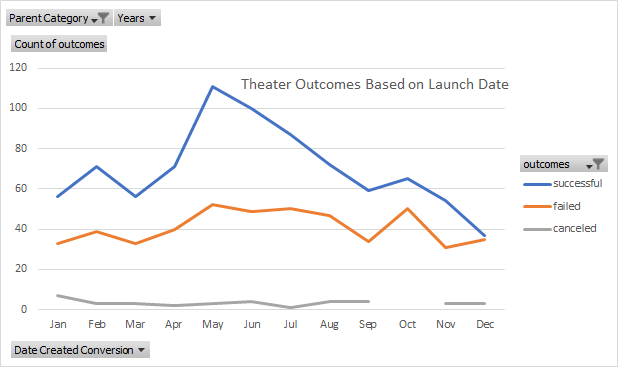 Parent Category Years
Count of outcomes
Theater Outcomes Based on Launch Date
120
100
80
60
40
20
0
Jan Feb Mar Apr May Jun Jul Aug Sep Oct Nov Dec
outcomes
successful
failed
canceled
Date Created Conversion